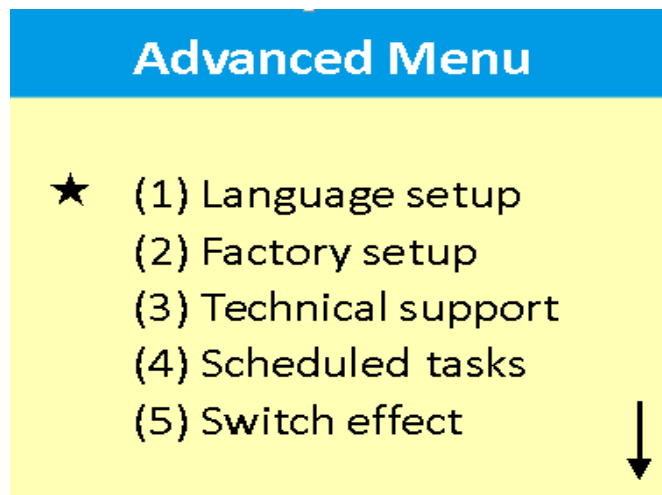 Advanced Menu
(1) Language setup
(2) Factory setup
(3) Technical support
(4) Scheduled tasks
(5) Switch effect